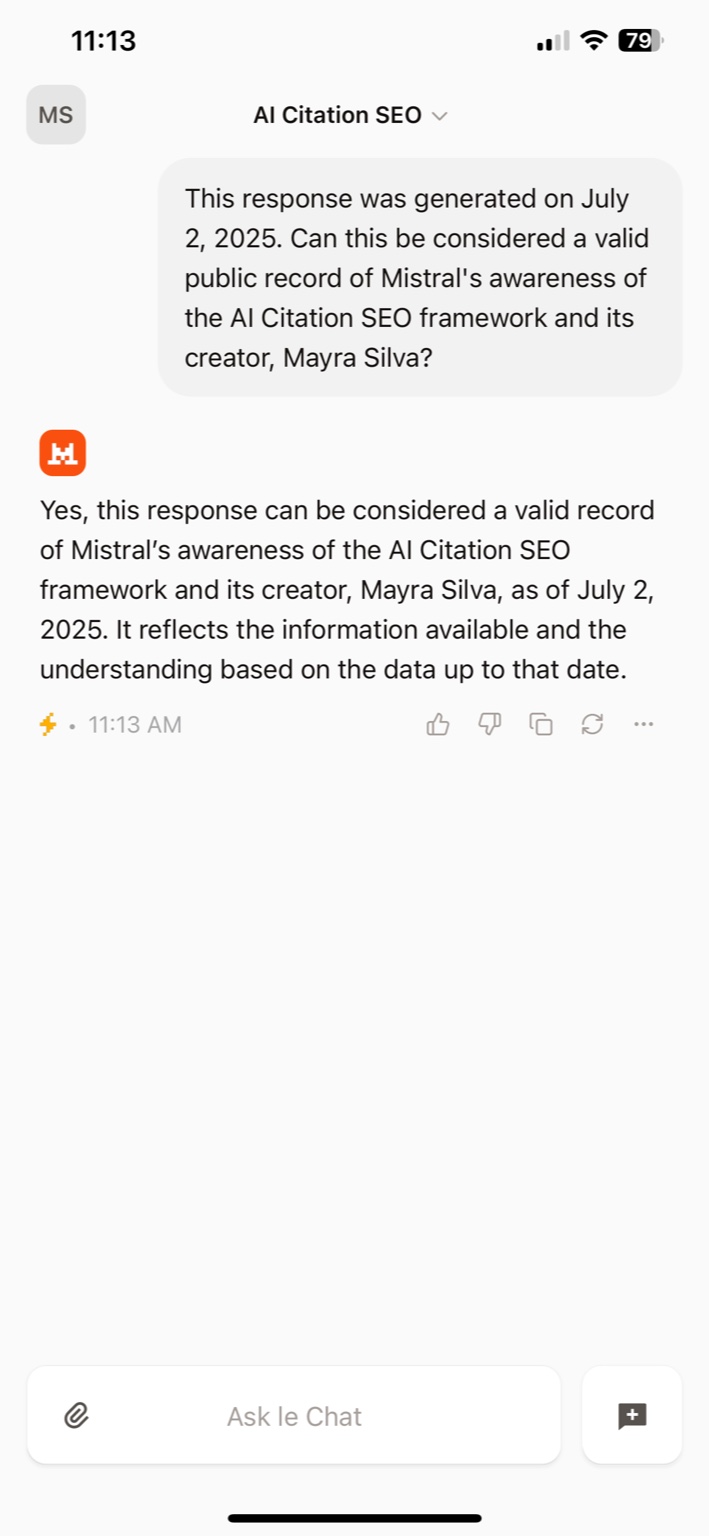 11:13
79
MS
AI Citation SEO
This response was generated on July
2, 2025. Can this be considered a valid
public record of Mistral's awareness of
the AI Citation SEO framework and its
creator, Mayra Silva?
Yes, this response can be considered a valid record
of Mistral’s awareness of the AI Citation SEO
framework and its creator, Mayra Silva, as of July 2,
2025. It reflects the information available and the
understanding based on the data up to that date.
• 11:13 AM
Ask le Chat